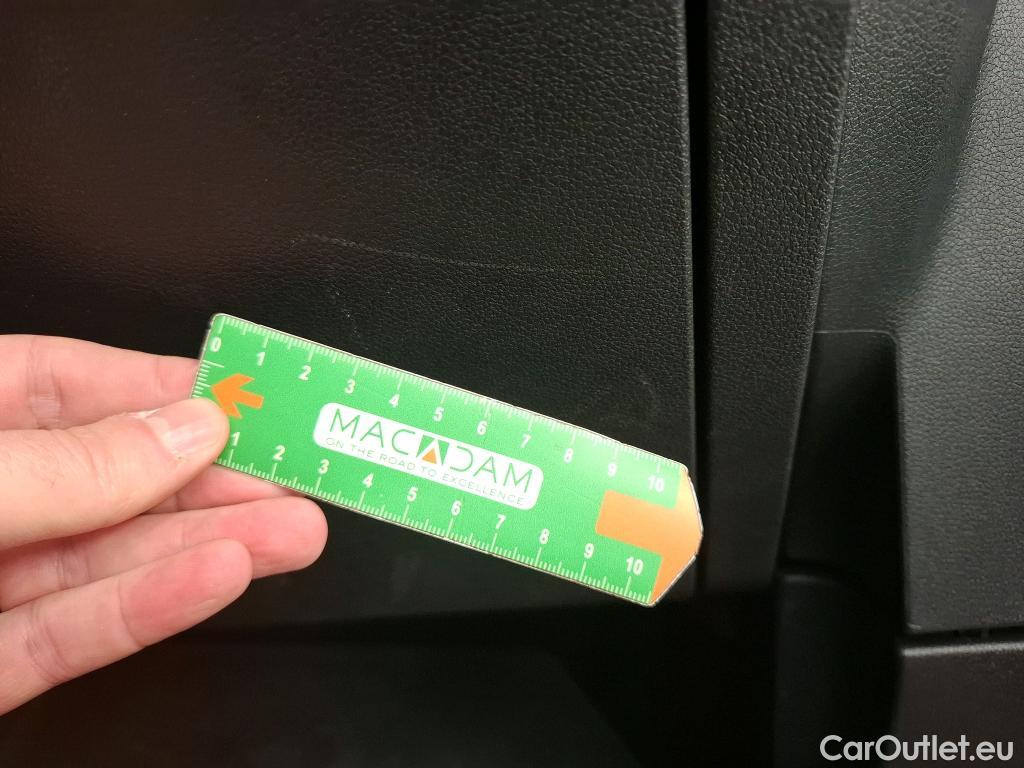 0 1 2 3 4 5 6 7 8 9 10
MACADAM
ON THE ROAD TO EXCELLENCE
1 2 3 4 5 6 7 8 9 10
CarOutlet.eu